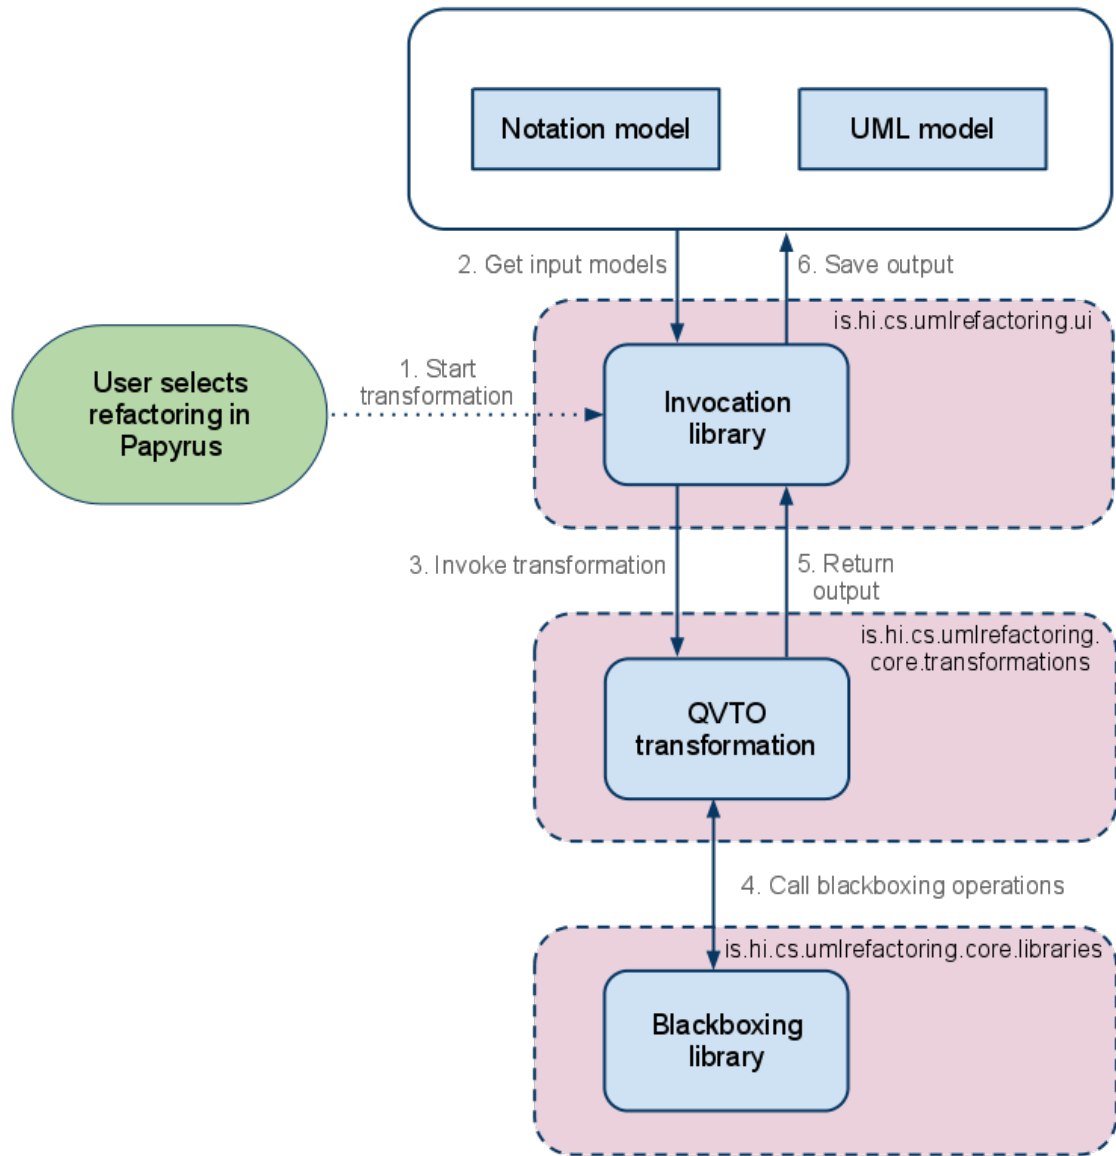 Notation model
UML model
2. Get input models
6. Save output
is.hi.cs.umlrefactoring.ui
User selects
refactoring in
Papyrus
1. Start
transformation
Invocation
library
3. Invoke transformation
5. Return
output
is.hi.cs.umlrefactoring.
core.transformations
QVTO
transformation
4. Call blackboxing operations
is.hi.cs.umlrefactoring.core.libraries
Blackboxing
library